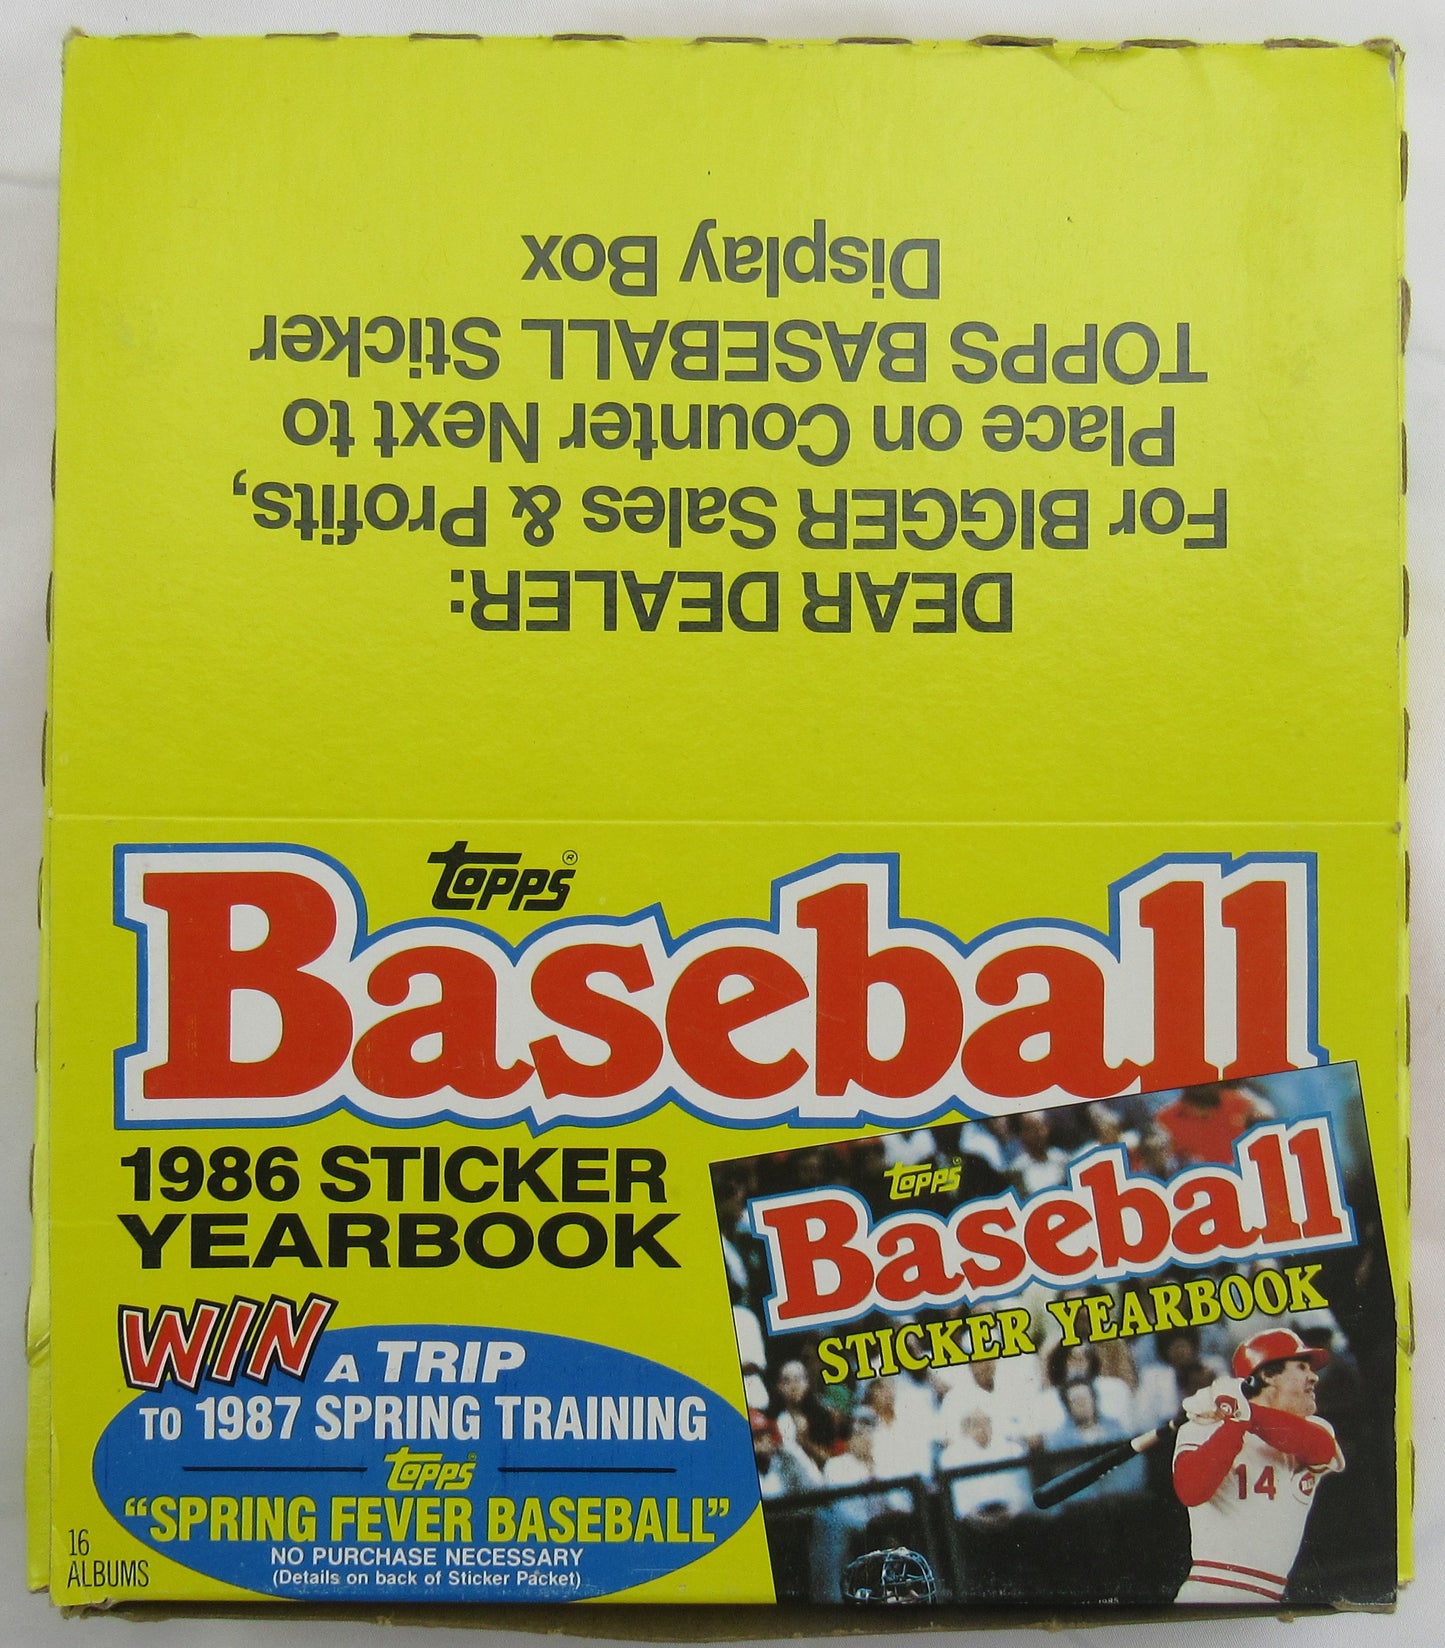 DEAR DEALER:
For BIGGER Sales & Profits,
Place on Counter Next to
TOPPS BASEBALL Sticker
Display Box
TOPPS®
Baseball
1986 STICKER
YEARBOOK
WIN A TRIP
TO 1987 SPRING TRAINING
TOPPS®
“SPRING FEVER BASEBALL”
NO PURCHASE NECESSARY
(Details on back of Sticker Packet)
16
ALBUMS
TOPPS®
Baseball
STICKER YEARBOOK
14